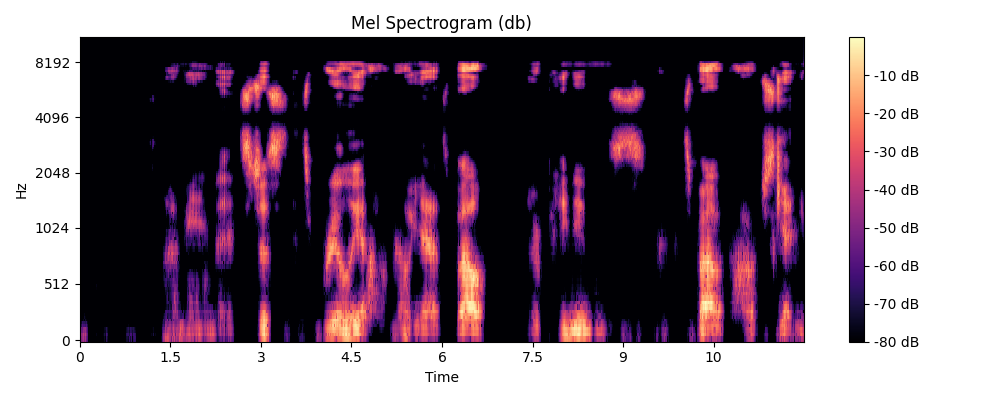 Mel Spectrogram (db)
8192
4096
2048
1024
512
0
Hz
0 1.5 3 4.5 6 7.5 9 10
Time
-10 dB
-20 dB
-30 dB
-40 dB
-50 dB
-60 dB
-70 dB
-80 dB